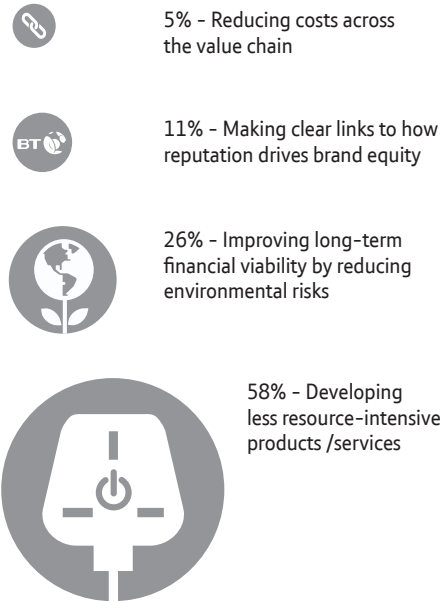 5% - Reducing costs across
the value chain
BT
11% - Making clear links to how
reputation drives brand equity
26% - Improving long-term
financial viability by reducing
environmental risks
58% - Developing
less resource-intensive
products /services